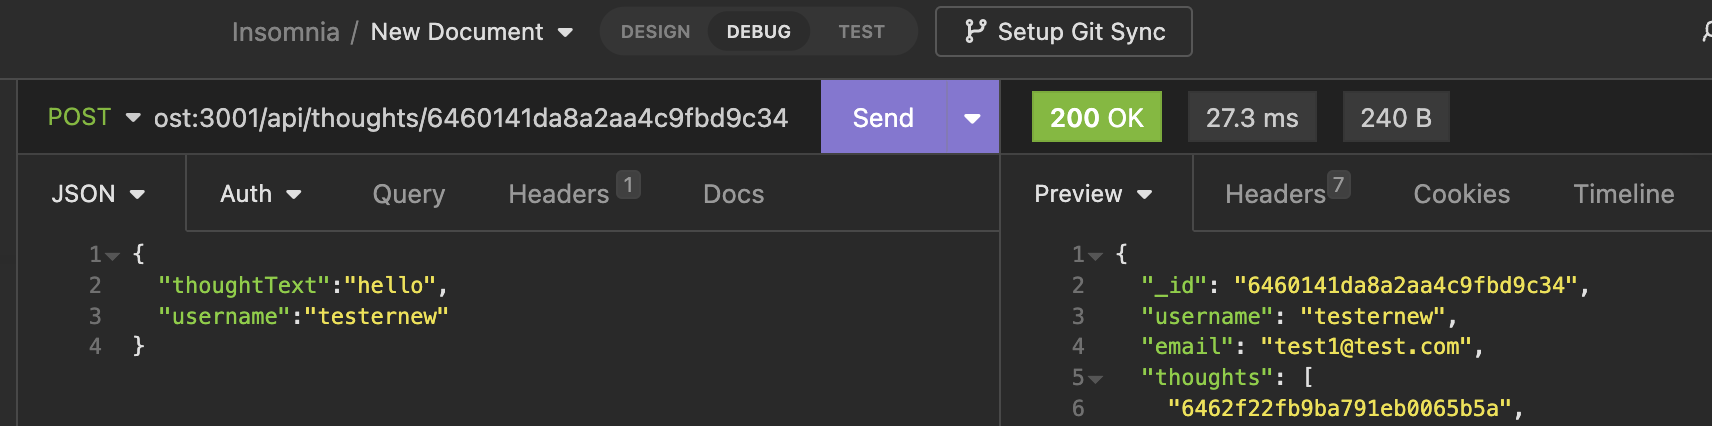 Insomnia / New Document DESIGN DEBUG TEST Setup Git Sync
POST ost:3001/api/thoughts/6460141da8a2aa4c9fbd9c34 Send 200 OK 27.3 ms 240 B
JSON Auth Query Headers 1 Docs Preview Headers 7 Cookies Timeline
1 {
2 "thoughtText":"hello",
3 "username":"testernew"
4 }
1 {
2 "_id": "6460141da8a2aa4c9fbd9c34",
3 "username": "testernew",
4 "email": "test1@test.com",
5 "thoughts": [
6 "6462f22fb9ba791eb0065b5a",